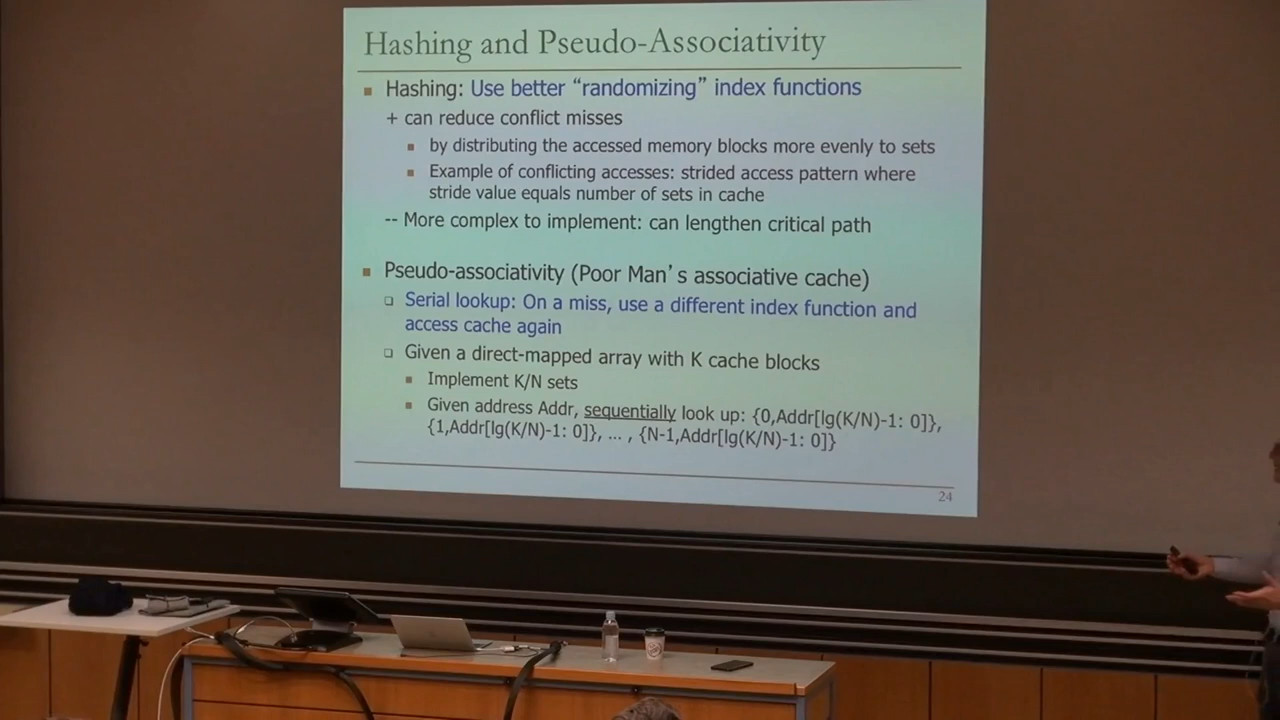 Hashing and Pseudo-Associativity
Hashing: Use better “randomizing” index functions
+ can reduce conflict misses
by distributing the accessed memory blocks more evenly to sets
Example of conflicting accesses: strided access pattern where
stride value equals number of sets in cache
-- More complex to implement: can lengthen critical path
Pseudo-associativity (Poor Man’s associative cache)
Serial lookup: On a miss, use a different index function and
access cache again
Given a direct-mapped array with K cache blocks
Implement K/N sets
Given address Addr, sequentially look up: {0,Addr[lg(K/N)-1: 0]},
{1,Addr[lg(K/N)-1: 0]}, … , {N-1,Addr[lg(K/N)-1: 0]}
24